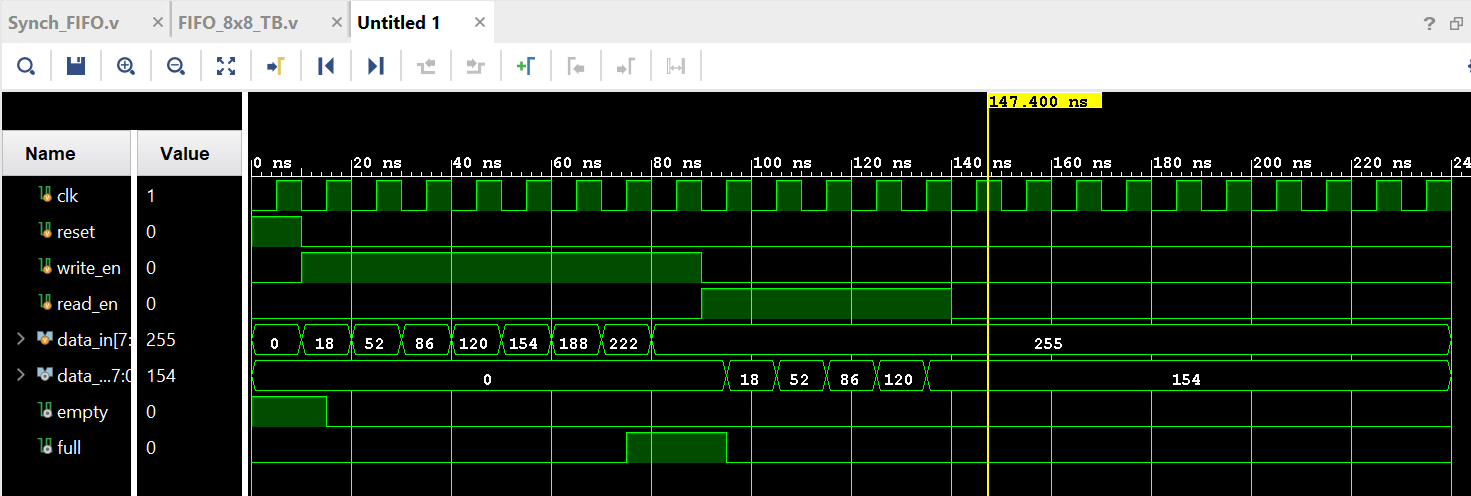 Synch_FIFO.v × FIFO_8x8_TB.v × Untitled 1 ×
?
147.400 ns
Name Value
0 ns 20 ns 40 ns 60 ns 80 ns 100 ns 120 ns 140 ns 160 ns 180 ns 200 ns 220 ns 24
clk 1
reset 0
write_en 0
read_en 0
data_in[7: 255 0 18 52 86 120 154 188 222 255
data_...7:0 154 0 18 52 86 120 154
empty 0
full 0